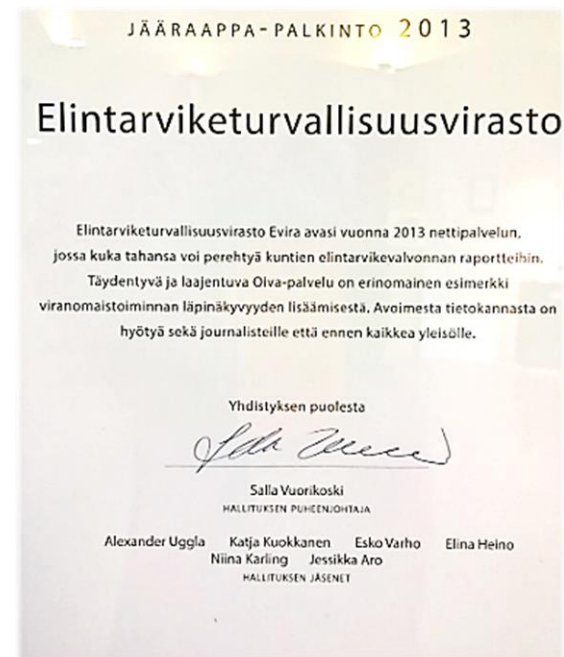 JÄÄRAAPPA-PALKINTO 2013
Elintarviketurvallisuusvirasto
Elintarviketurvallisuusvirasto Evira avasi vuonna 2013 nettipalvelun,
jossa kuka tahansa voi perehtyä kuntien elintarvikevalvonnan raportteihin.
Täydentyvä ja laajentuva Oiva-palvelu on erinomainen esimerkki
viranomaistoiminnan läpinäkyvyyden lisäämisestä. Avoimesta tietokannasta on
hyötyä sekä journalisteille että ennen kaikkea yleisölle.
Yhdistyksen puolesta
Salla Vuorikoski
HALLITUKSEN PUHEENJOHTAJA
Alexander Uggla Katja Kuokkanen Esko Varho Elina Heino
Niina Karling Jessikka Aro
HALLITUKSEN JÄSENET